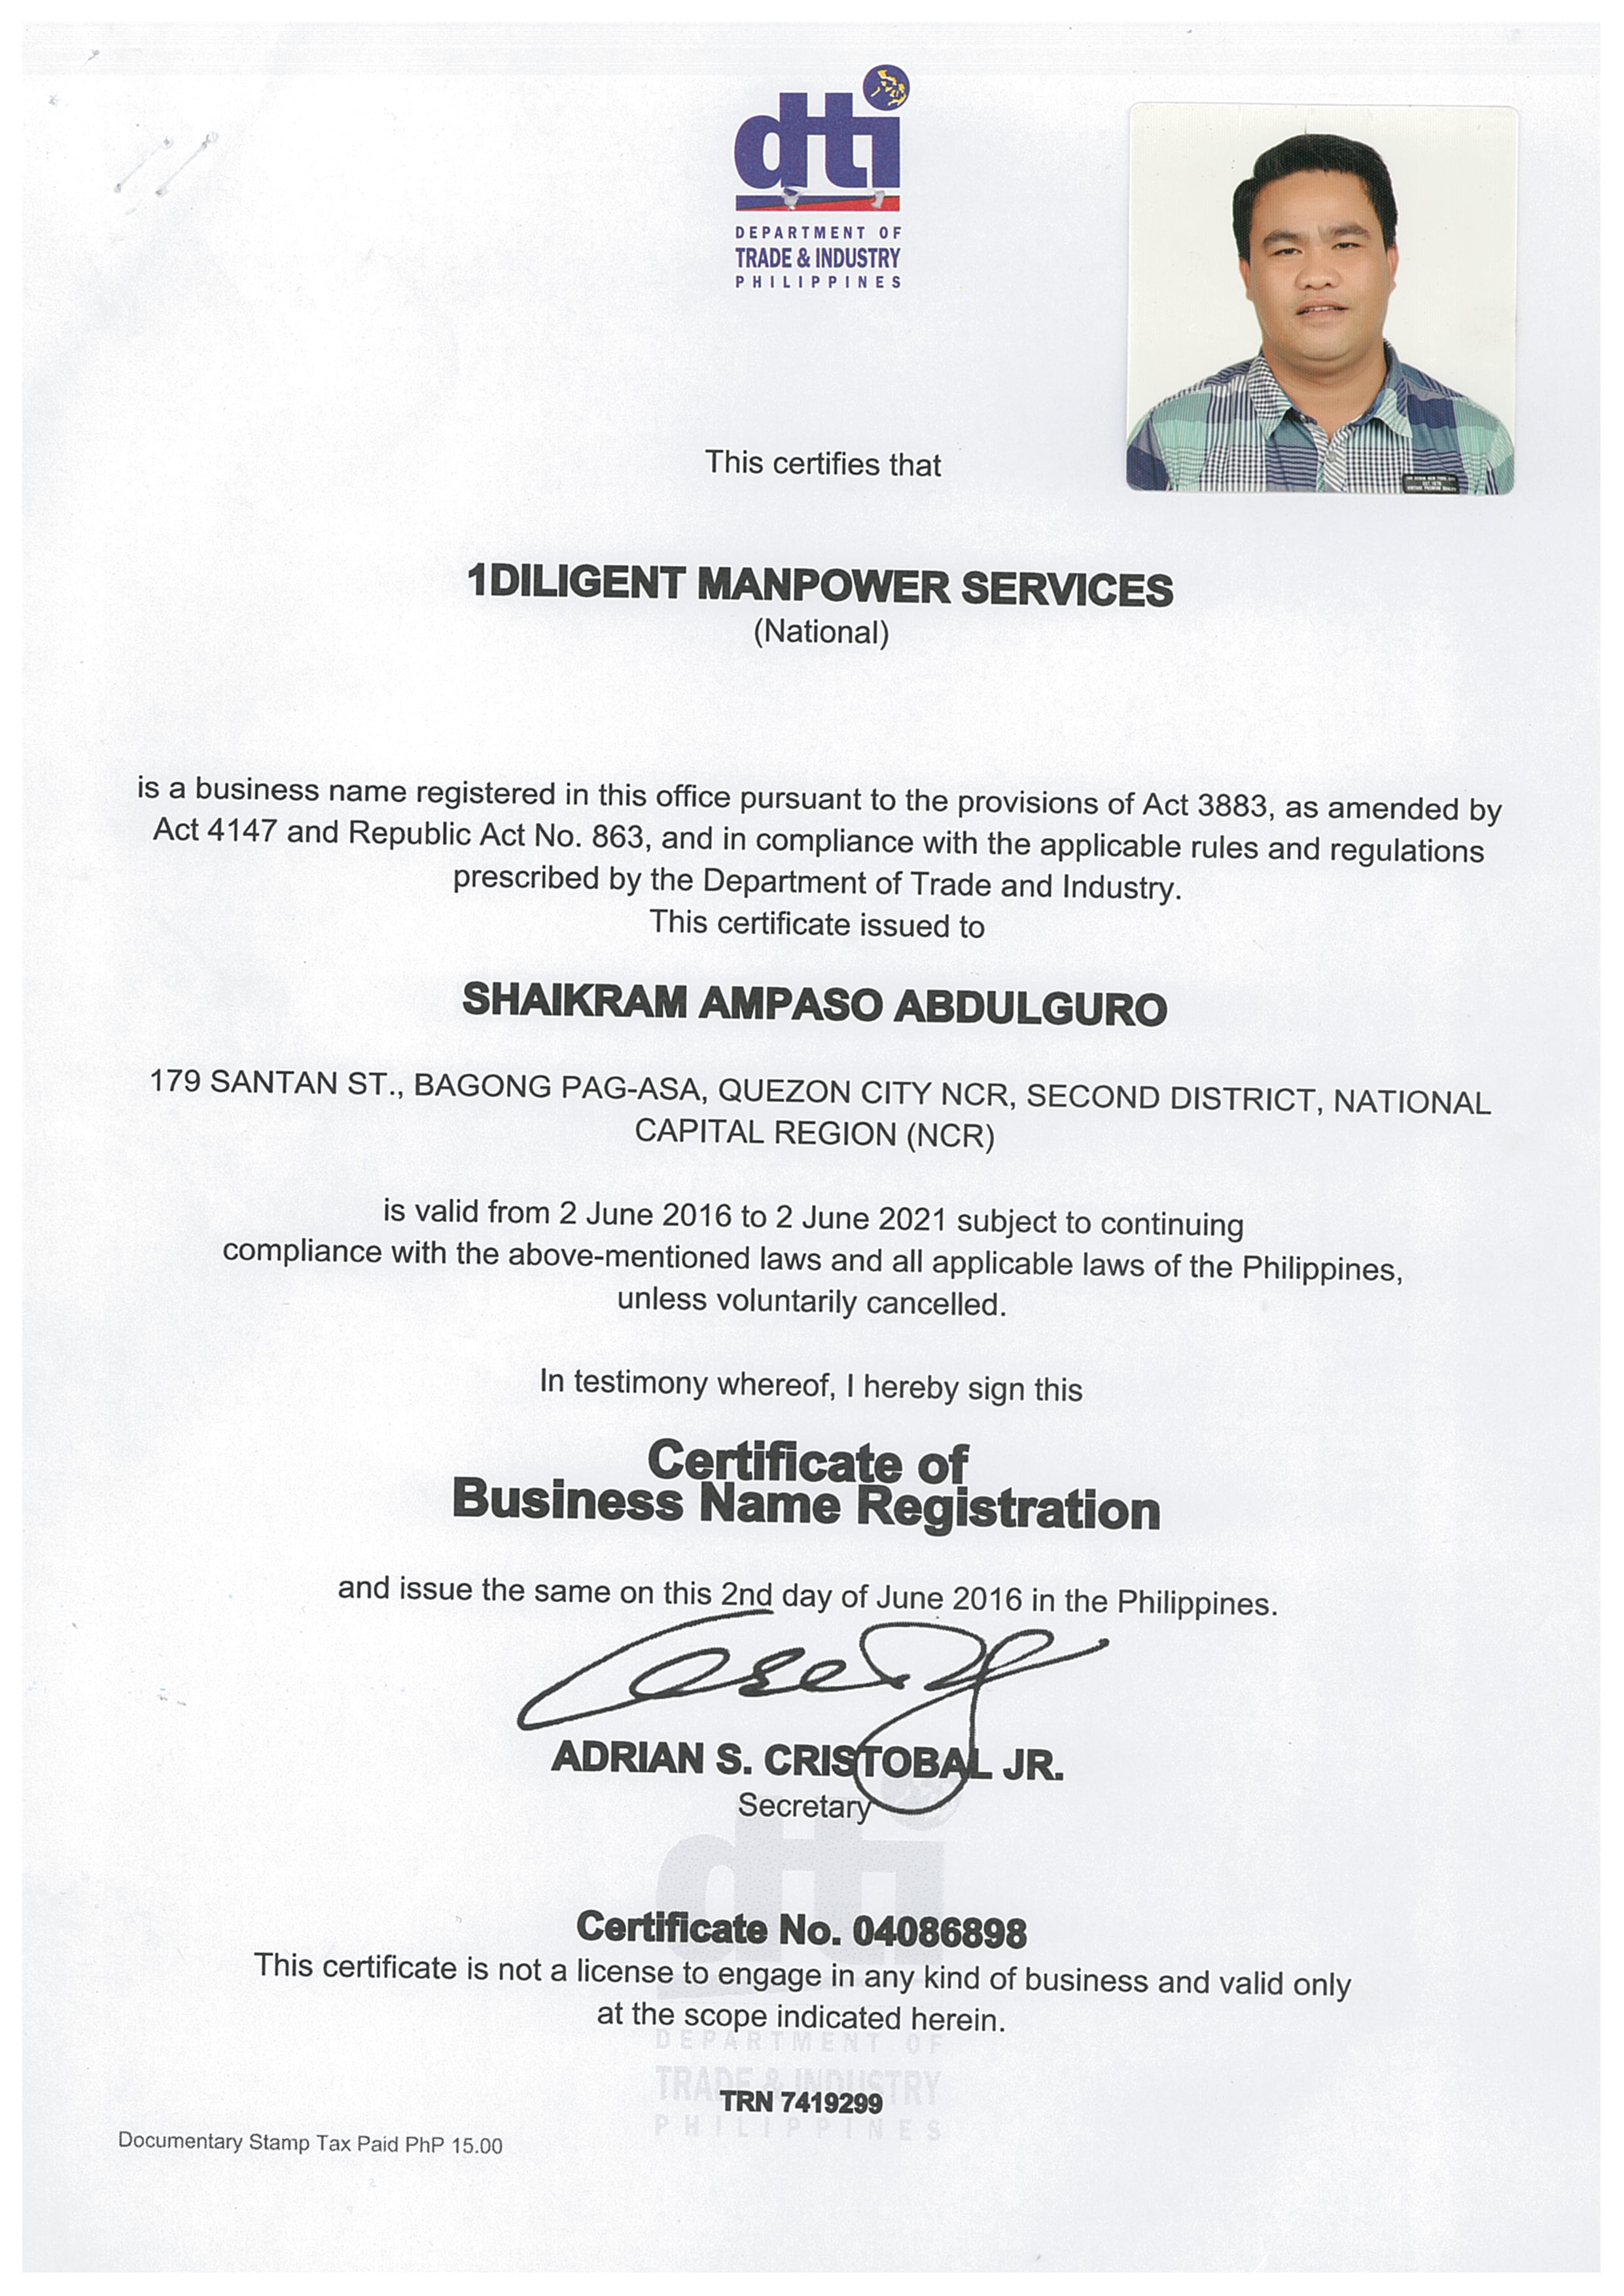 dti
DEPARTMENT OF
TRADE & INDUSTRY
PHILIPPINES
This certifies that
1DILIGENT MANPOWER SERVICES
(National)
is a business name registered in this office pursuant to the provisions of Act 3883, as amended by
Act 4147 and Republic Act No. 863, and in compliance with the applicable rules and regulations
prescribed by the Department of Trade and Industry.
This certificate issued to
SHAIKRAM AMPASO ABDULGURO
179 SANTAN ST., BAGONG PAG-ASA, QUEZON CITY NCR, SECOND DISTRICT, NATIONAL
CAPITAL REGION (NCR)
is valid from 2 June 2016 to 2 June 2021 subject to continuing
compliance with the above-mentioned laws and all applicable laws of the Philippines,
unless voluntarily cancelled.
In testimony whereof, I hereby sign this
Certificate of
Business Name Registration
and issue the same on this 2nd day of June 2016 in the Philippines.
ADRIAN S. CRISTOBAL JR.
Secretary
dti
Certificate No. 04086898
This certificate is not a license to engage in any kind of business and valid only
at the scope indicated herein.
DEPARTMENT OF
TRADE & INDUSTRY
TRN 7419299
PHILIPPINES
Documentary Stamp Tax Paid PhP 15.00